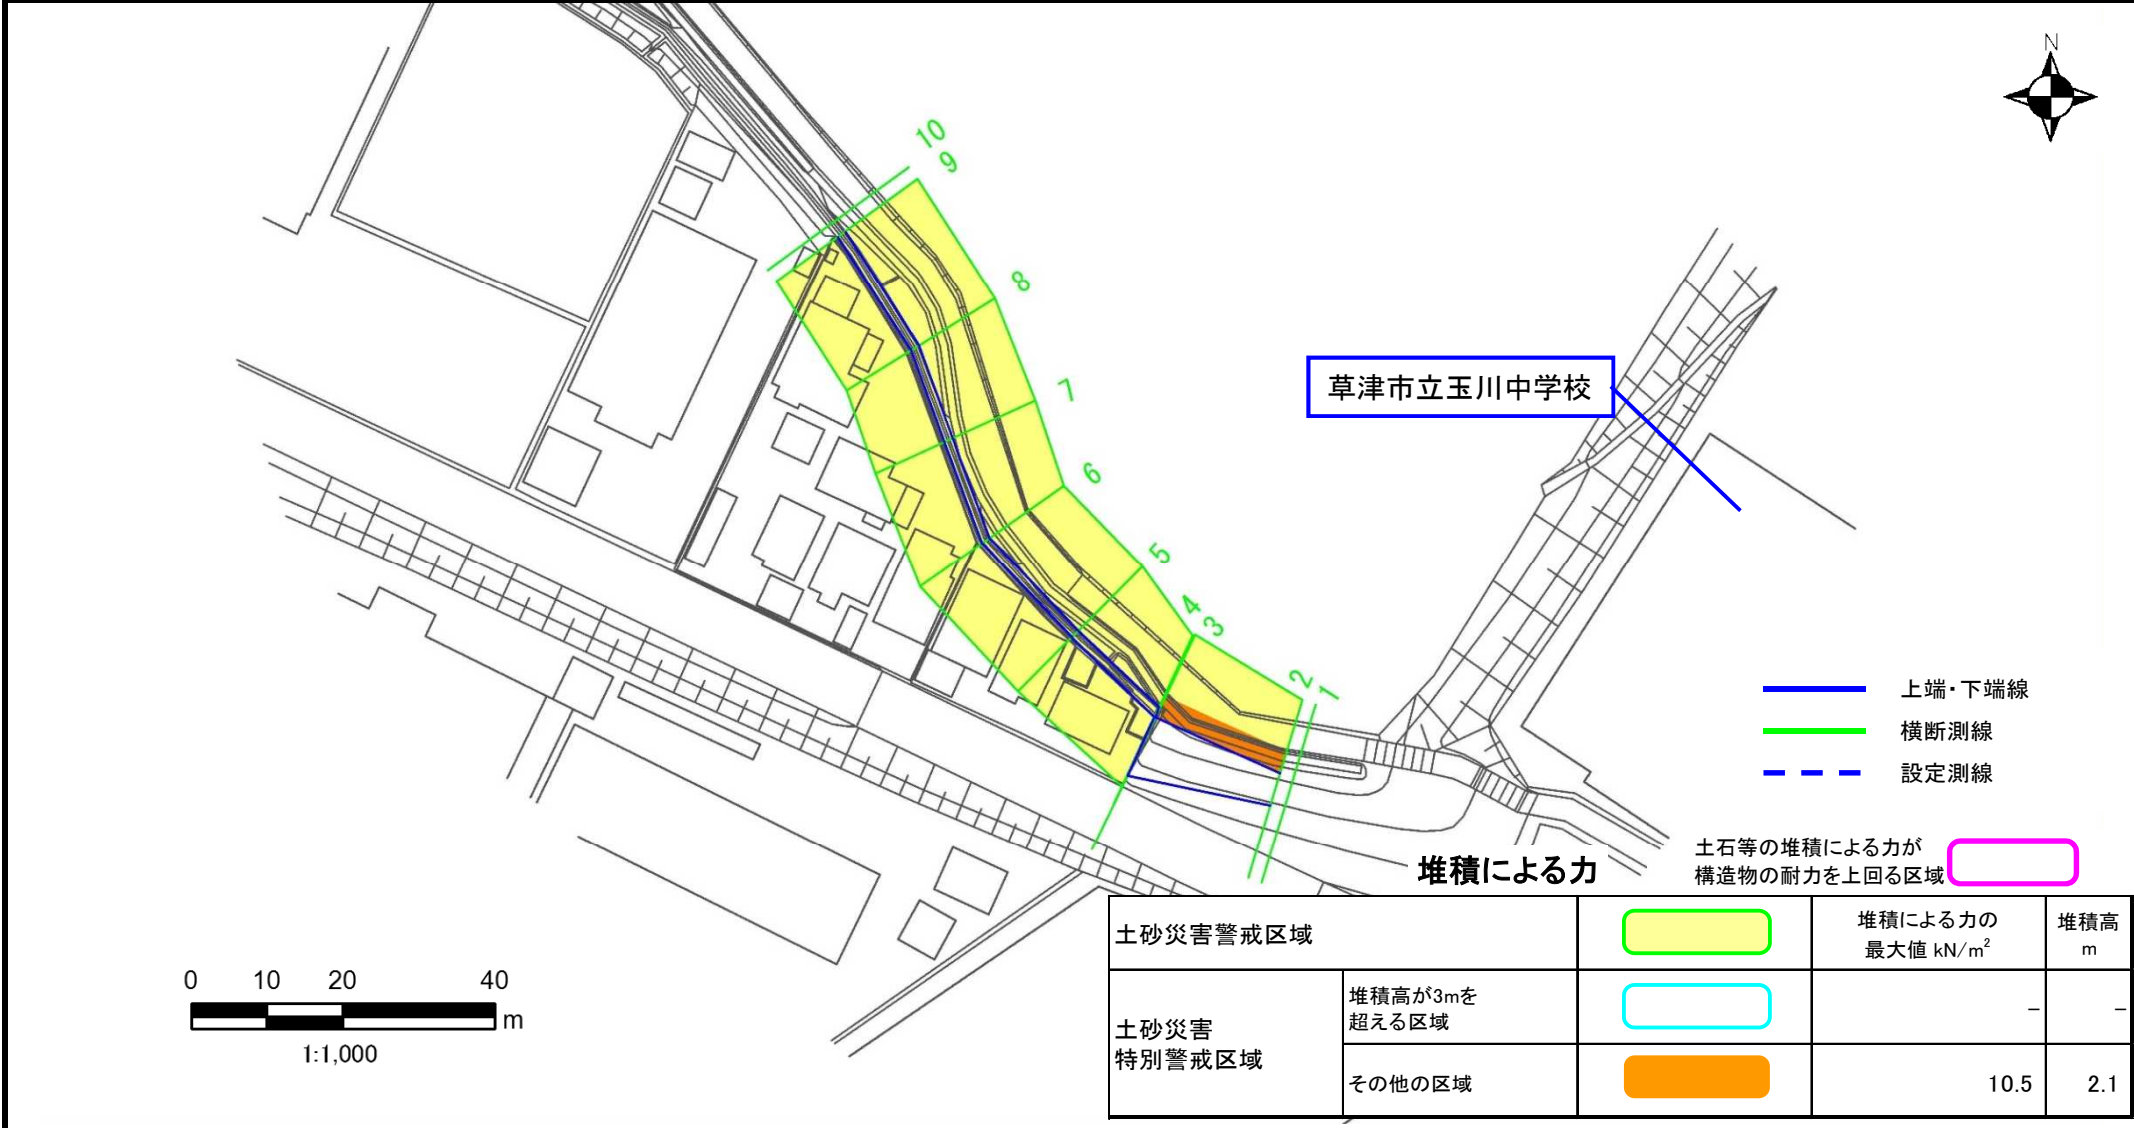 N
10
9
8
7
6
5
4
3
2
1
草津市立玉川中学校
上端・下端線
横断測線
設定測線
土石等の堆積による力が
構造物の耐力を上回る区域
堆積による力
土砂災害警戒区域
堆積による力の
最大値 kN/m²
堆積高
m
土砂災害
特別警戒区域
堆積高が3mを
超える区域
－
－
その他の区域
10.5
2.1
0 10 20 40
m
1:1,000